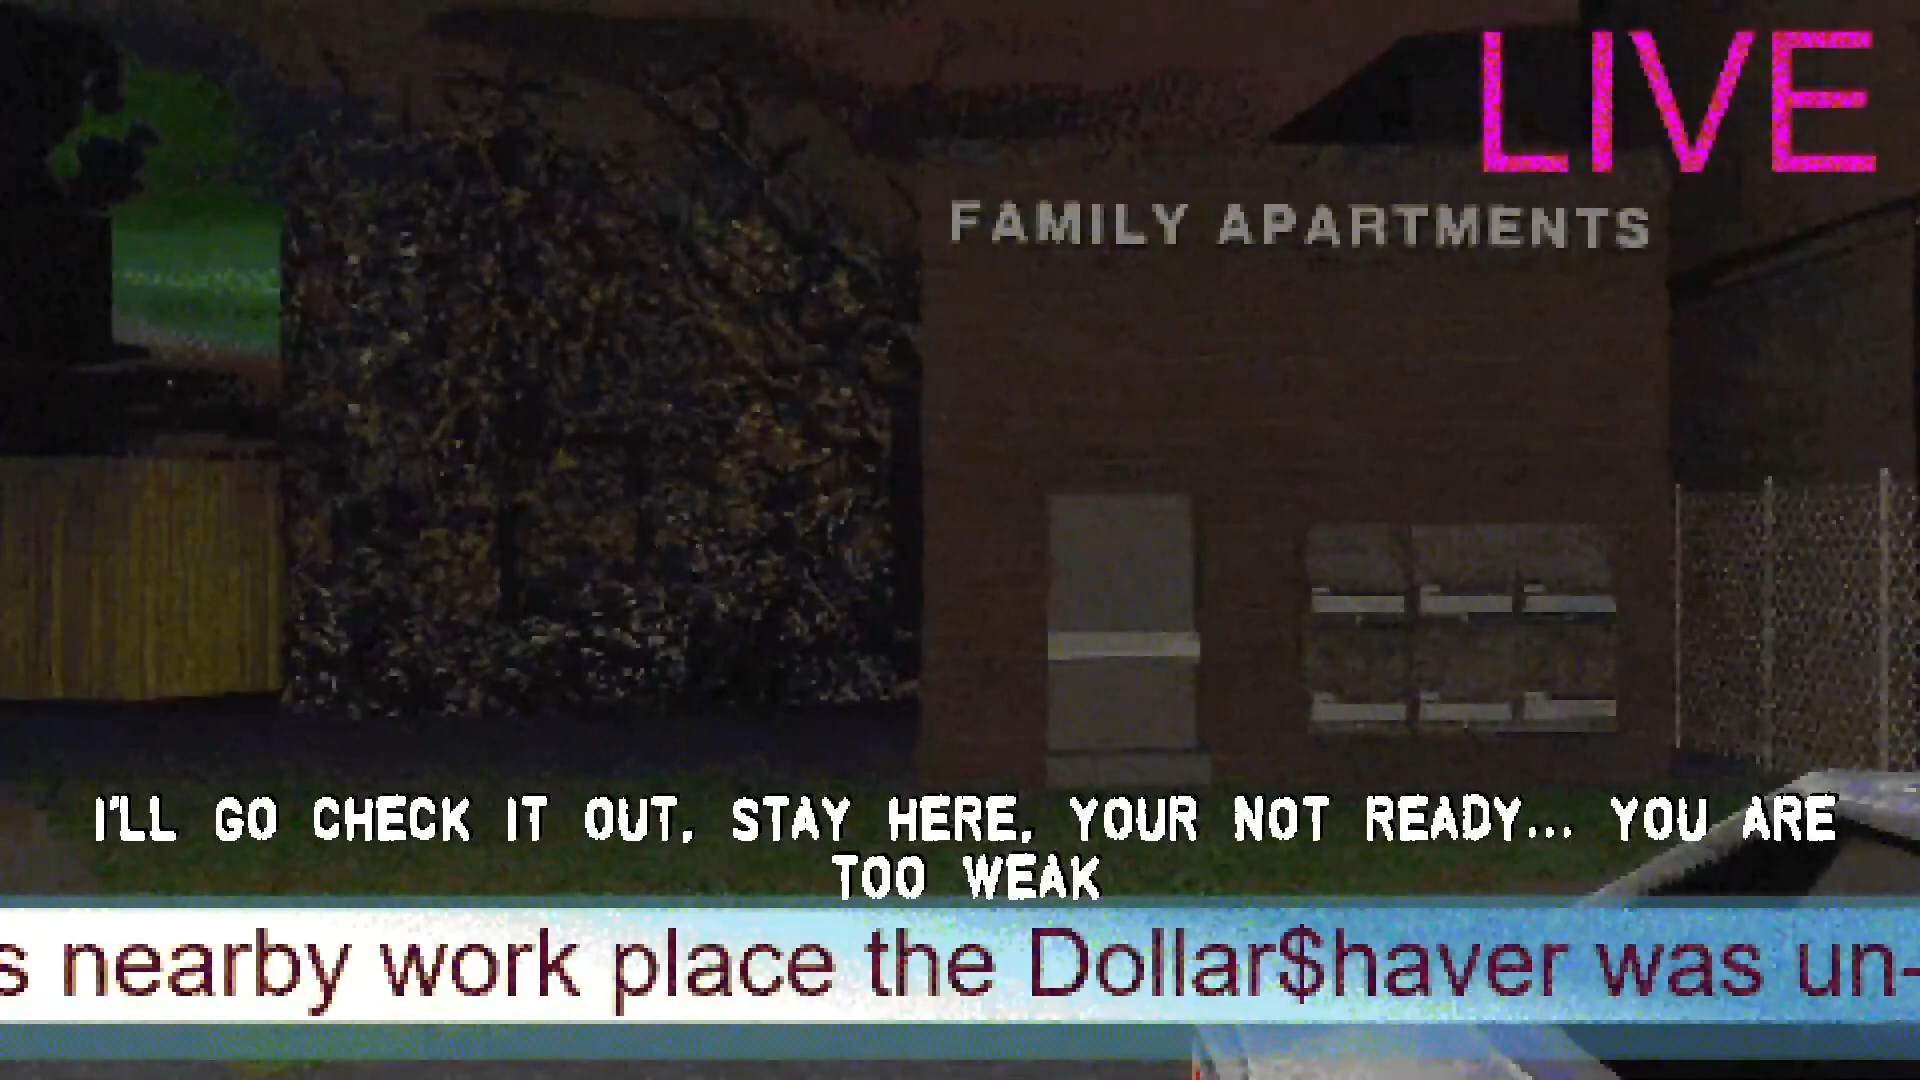 LIVE
FAMILY APARTMENTS
I'LL GO CHECK IT OUT, STAY HERE, YOUR NOT READY... YOU ARE
TOO WEAK
s nearby work place the Dollar$haver was un-